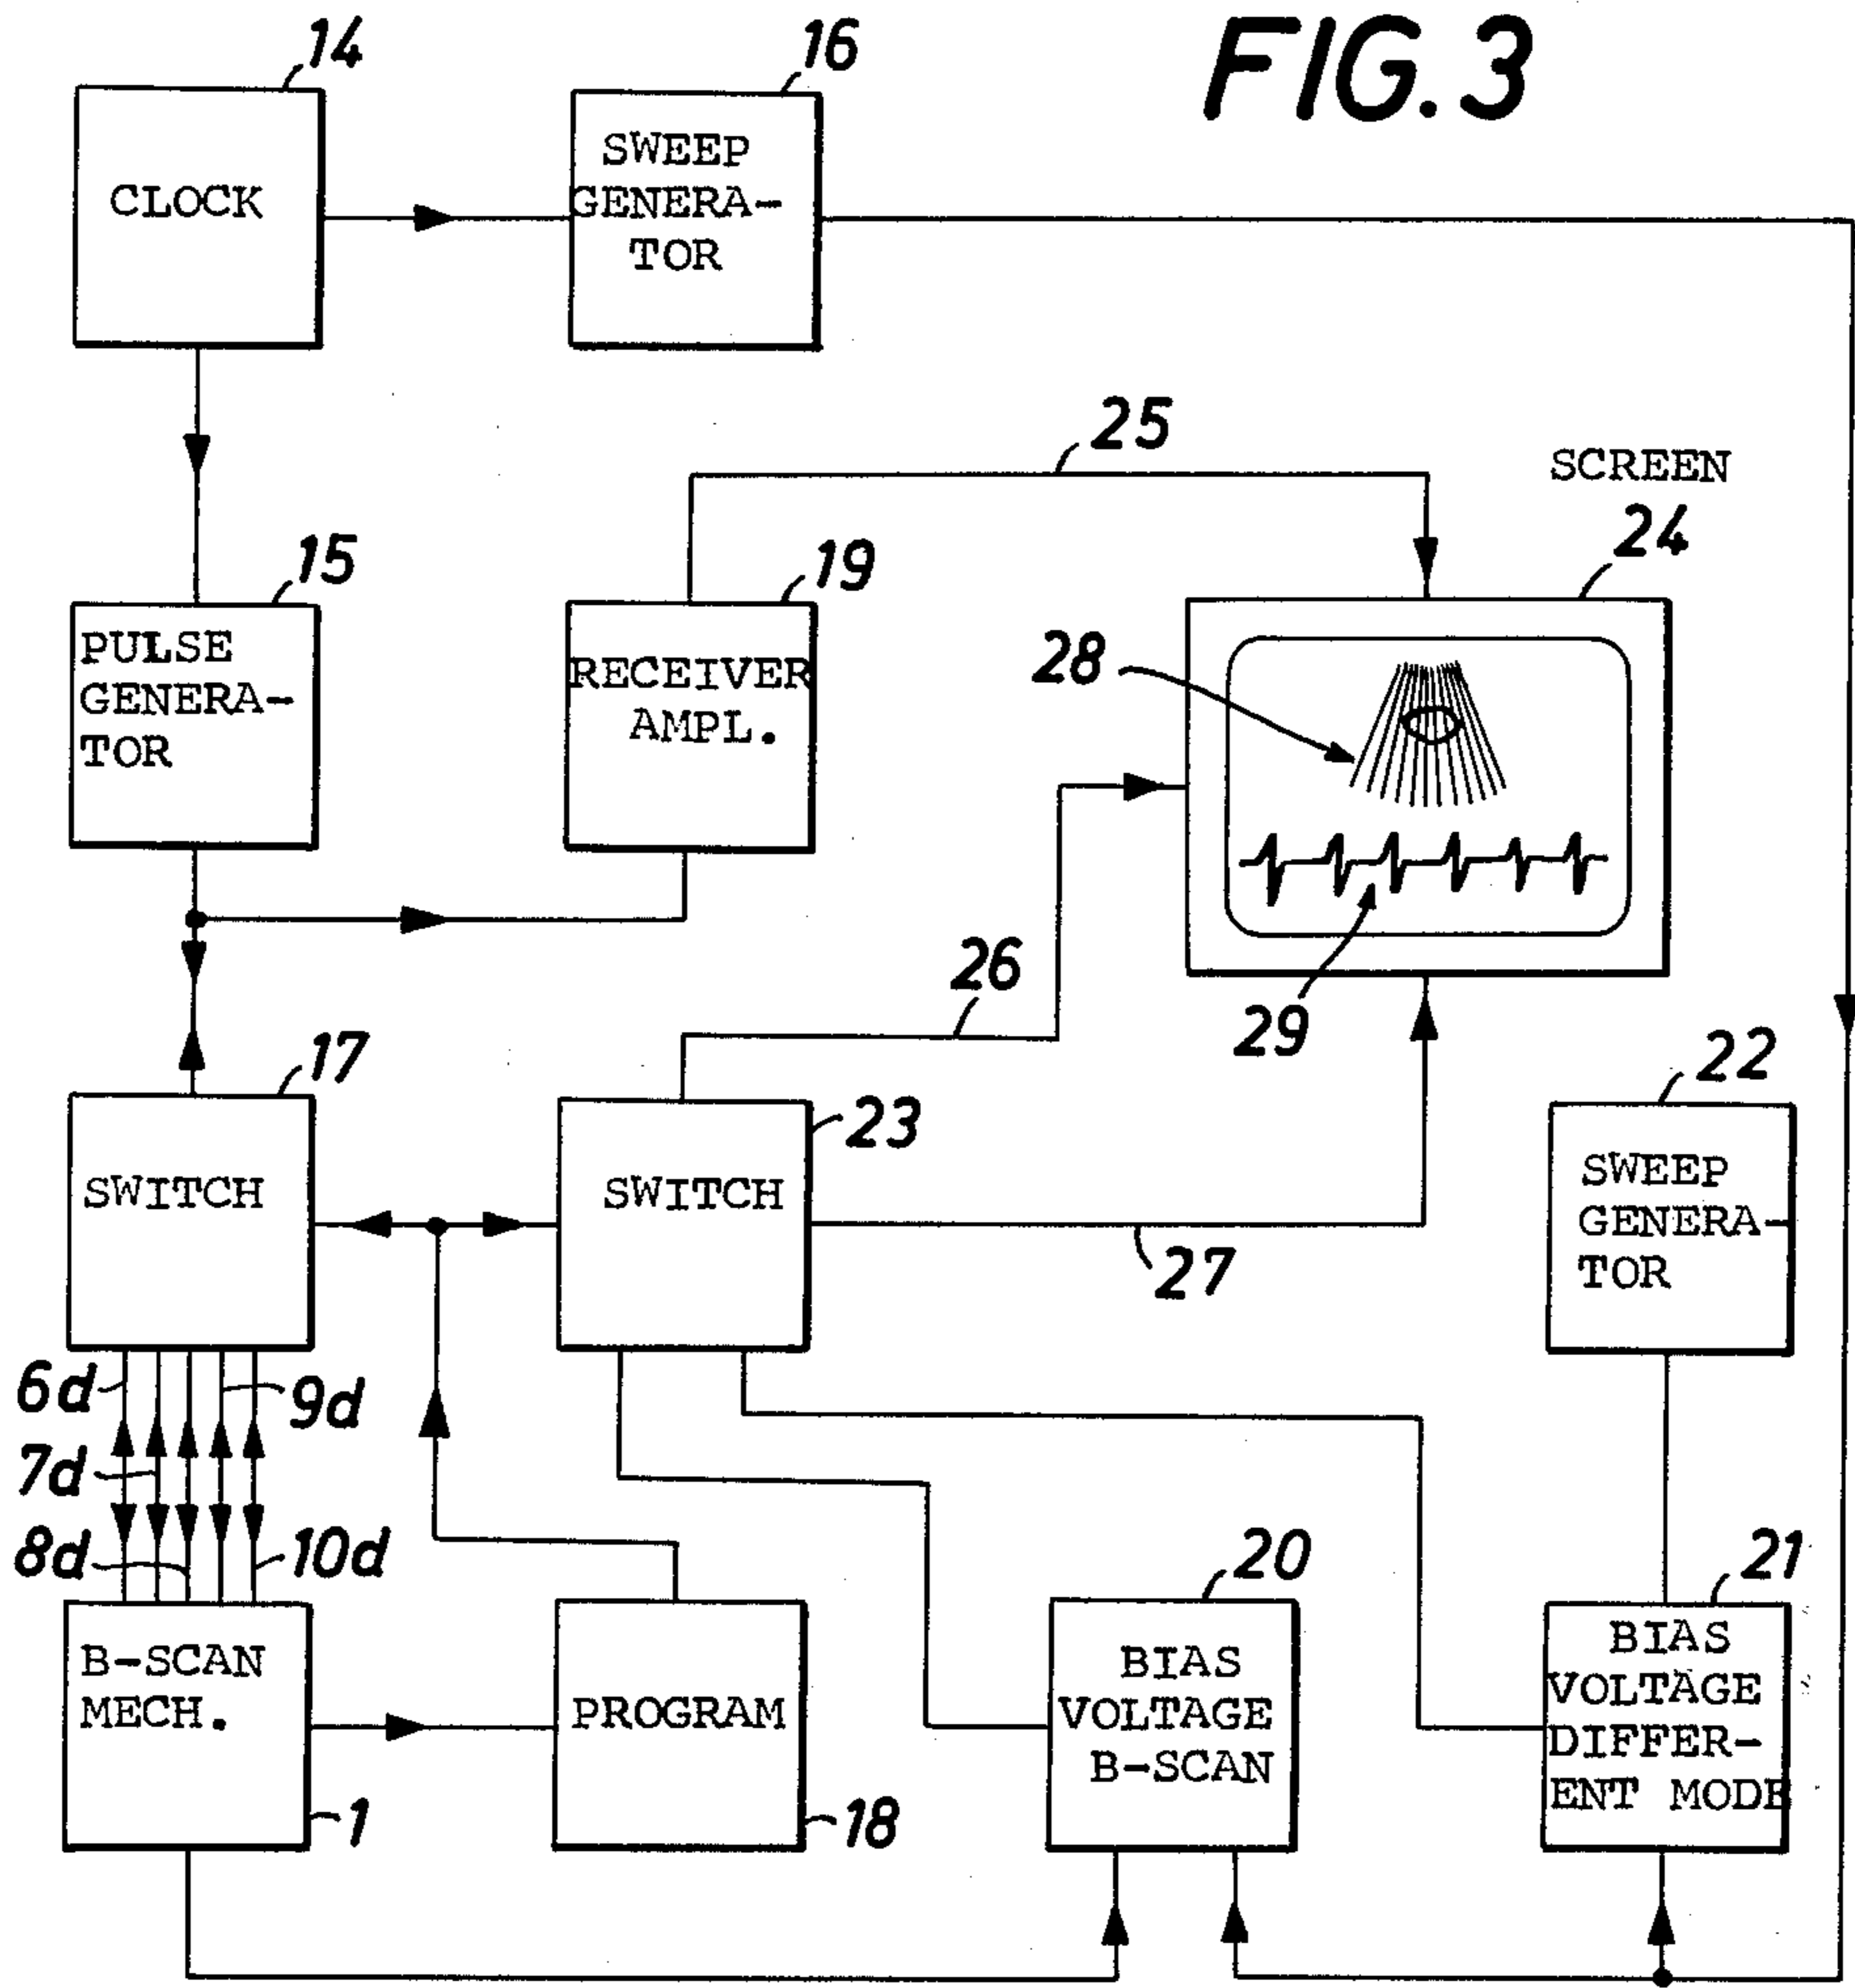 FIG. 3
14
16
CLOCK
SWEEP
GENERA-
TOR
25
SCREEN
24
15
19
PULSE
GENERA-
TOR
RECEIVER
AMPL.
28
26
29
17
23
22
SWITCH
SWITCH
SWEEP
GENERA-
TOR
27
6d
9d
7d
8d
10d
20
21
B-SCAN
MECH.
PROGRAM
BIAS
VOLTAGE
B-SCAN
BIAS
VOLTAGE
DIFFER-
ENT MODE
1
18